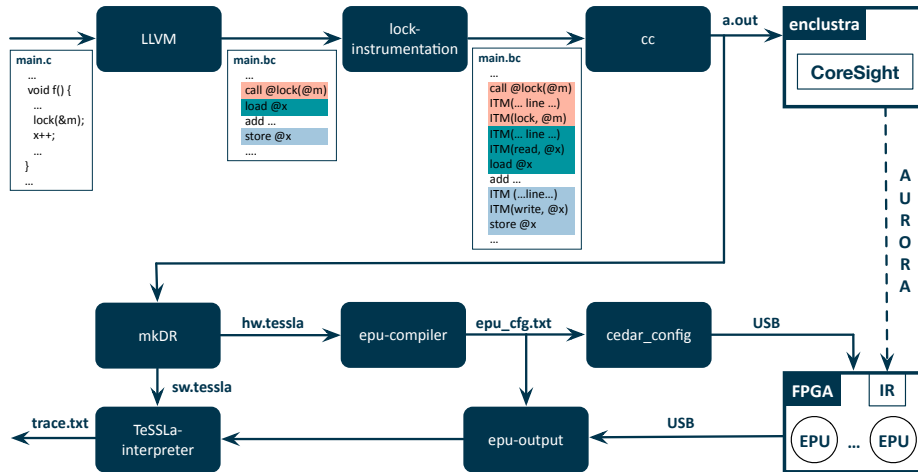 LLVM
lock-
instrumentation
cc
a.out
enclustra
CoreSight
main.c
...
void f() {
...
lock(&m);
x++;
...
}
...
main.bc
...
call @lock(@m)
load @x
add ...
store @x
....
main.bc
...
call @lock(@m)
ITM(... line ...)
ITM(lock, @m)
ITM(... line ...)
ITM(read, @x)
load @x
add ...
ITM (...line...)
ITM(write, @x)
store @x
...
A
U
R
O
R
A
mkDR
hw.tessla
epu-compiler
epu_cfg.txt
cedar_config
USB
sw.tessla
FPGA
IR
EPU
...
EPU
trace.txt
TeSSLa-
interpreter
epu-output
USB